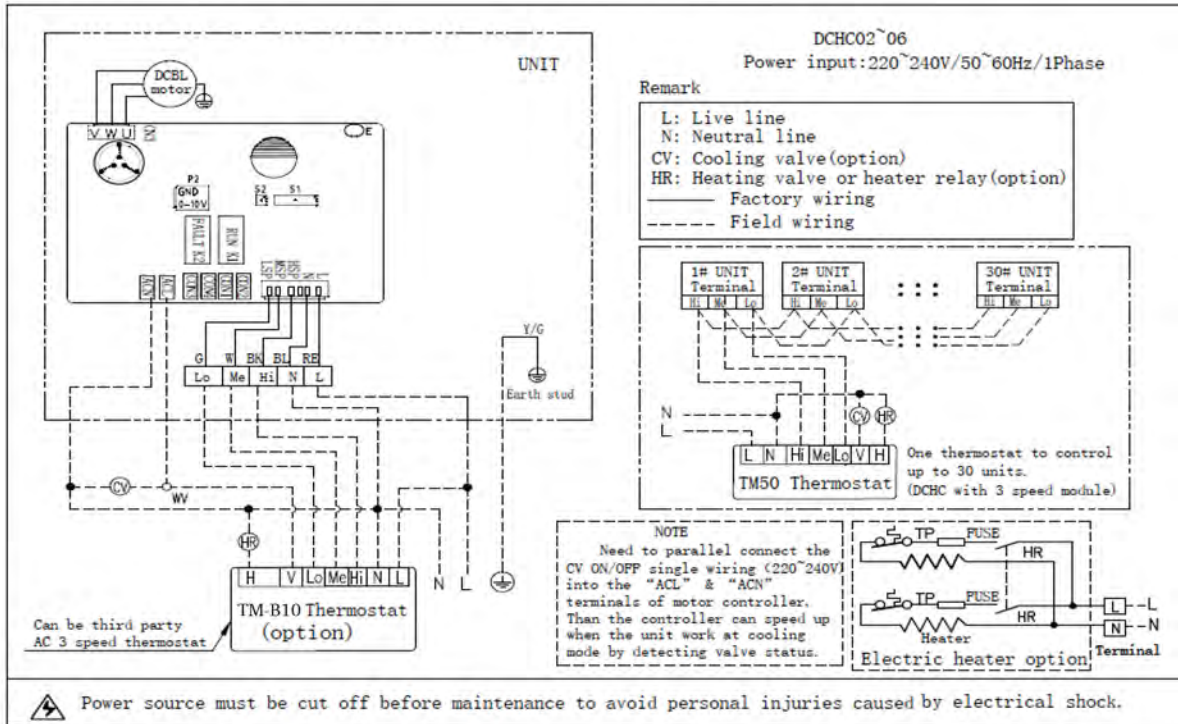 DCHC02~06
Power input:220~240V/50~60Hz/1Phase
UNIT
DCBL
motor
V W U
CN3
E
P2
GND
0-10V
S2
S1
FAULT K2
RUN K1
ACN
ACL
LSP
MSP
HSP
N
L
G W BK BL RE
Lo Me Hi N L
Y/G
Earth stud
CV
WV
HR
N L
H V Lo Me Hi N L
TM-B10 Thermostat
(option)
Can be third party
AC 3 speed thermostat
Remark
L: Live line
N: Neutral line
CV: Cooling valve(option)
HR: Heating valve or heater relay(option)
Factory wiring
Field wiring
1# UNIT
Terminal
Hi Me Lo
2# UNIT
Terminal
Hi Me Lo
30# UNIT
Terminal
Hi Me Lo
N
L
CV HR
L N Hi Me Lo V H
TM50 Thermostat
One thermostat to control
up to 30 units.
(DCHC with 3 speed module)
NOTE
Need to parallel connect the
CV ON/OFF single wiring (220~240V)
into the “ACL” & “ACN”
terminals of motor controller.
Than the controller can speed up
when the unit work at cooling
mode by detecting valve status.
TP FUSE
HR
TP FUSE
HR
Heater
L L
N N
Terminal
Electric heater option
Power source must be cut off before maintenance to avoid personal injuries caused by electrical shock.